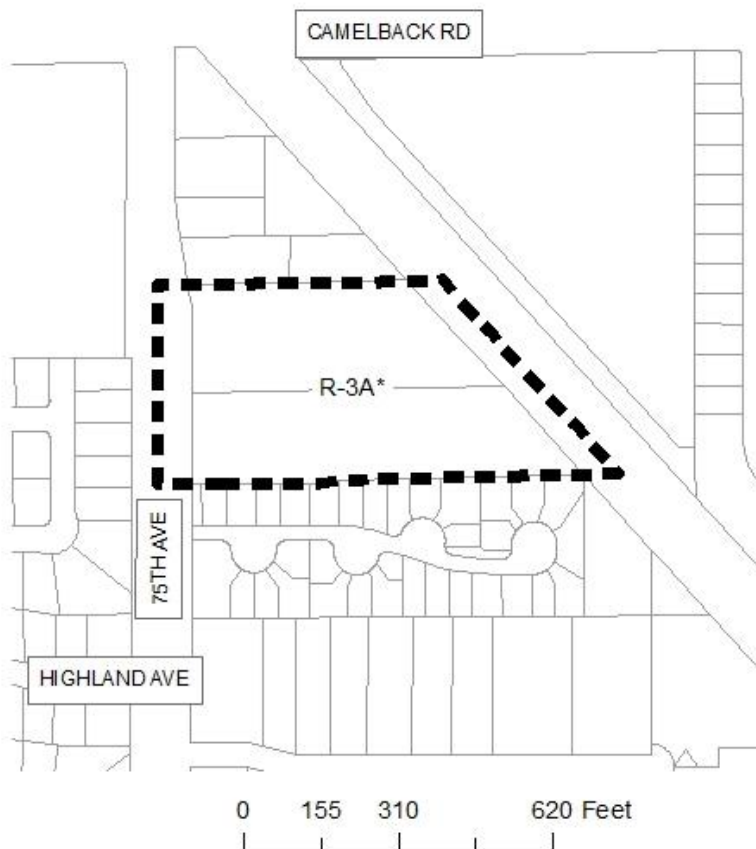 CAMELBACK RD
R-3A*
75TH AVE
HIGHLAND AVE
0 155 310 620 Feet